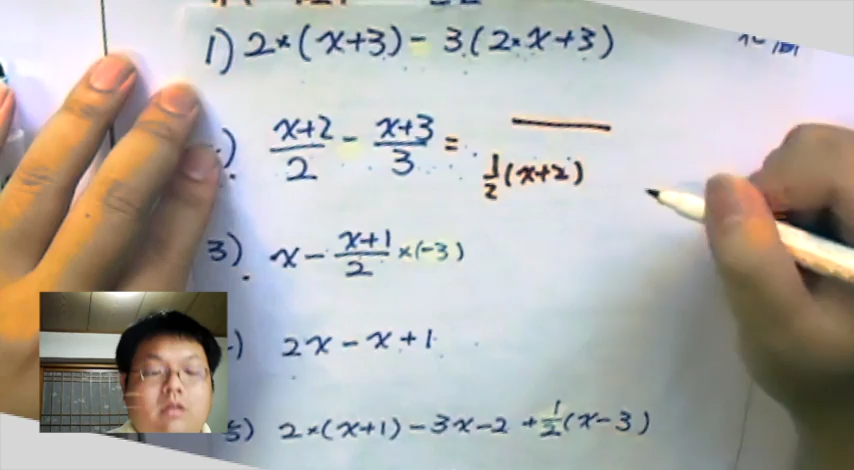 1) 2×(x+3) - 3(2×x+3)
) (x+2)/2 - (x+3)/3 =
1/2(x+2)
3) x - (x+1)/2 ×(-3)
) 2x - x + 1
5) 2×(x+1) - 3x - 2 + 1/2(x-3)